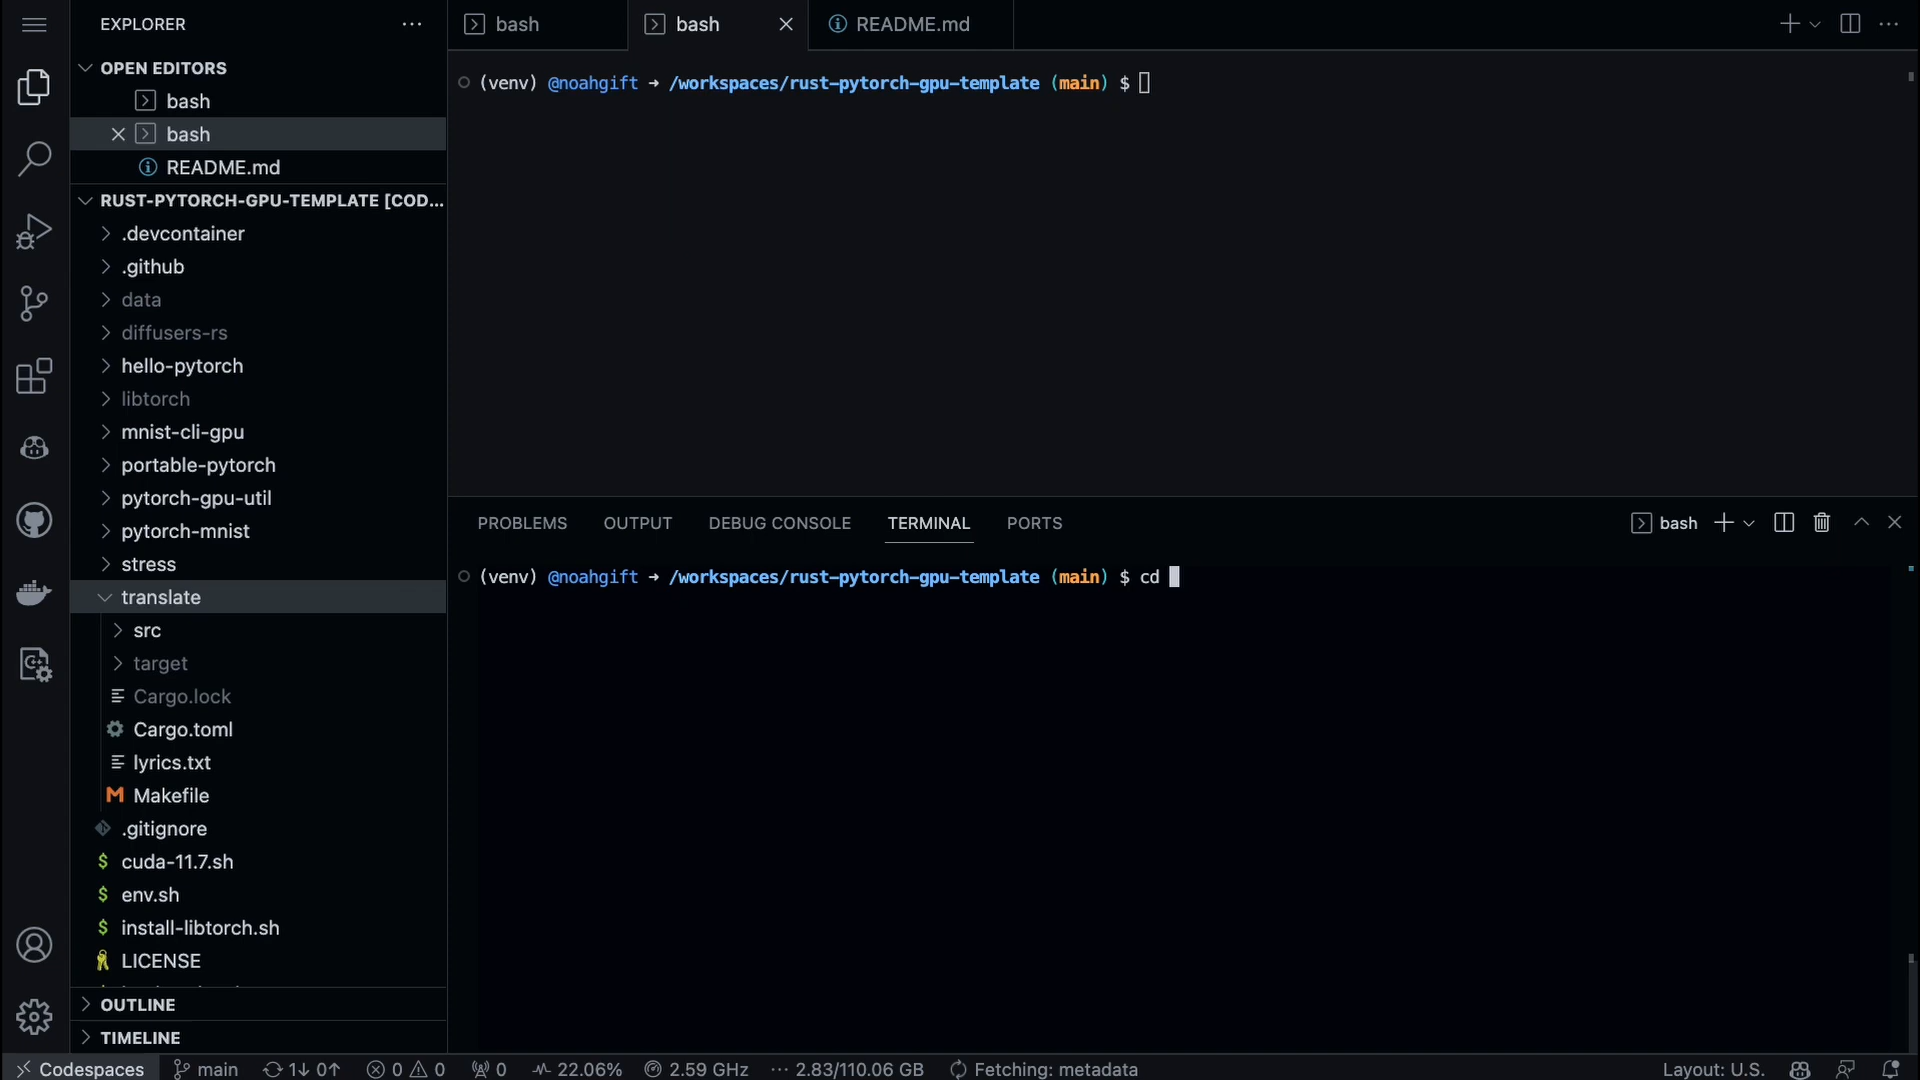 EXPLORER
OPEN EDITORS
bash
bash
README.md
RUST-PYTORCH-GPU-TEMPLATE [COD...
.devcontainer
.github
data
diffusers-rs
hello-pytorch
libtorch
mnist-cli-gpu
portable-pytorch
pytorch-gpu-util
pytorch-mnist
stress
translate
src
target
Cargo.lock
Cargo.toml
lyrics.txt
Makefile
.gitignore
cuda-11.7.sh
env.sh
install-libtorch.sh
LICENSE
OUTLINE
TIMELINE
bash
bash
README.md
(venv) @noahgift → /workspaces/rust-pytorch-gpu-template (main) $
PROBLEMS OUTPUT DEBUG CONSOLE TERMINAL PORTS
bash
(venv) @noahgift → /workspaces/rust-pytorch-gpu-template (main) $ cd
Codespaces main 1↓ 0↑ 0 0 0 22.06% 2.59 GHz 2.83/110.06 GB Fetching: metadata Layout: U.S.